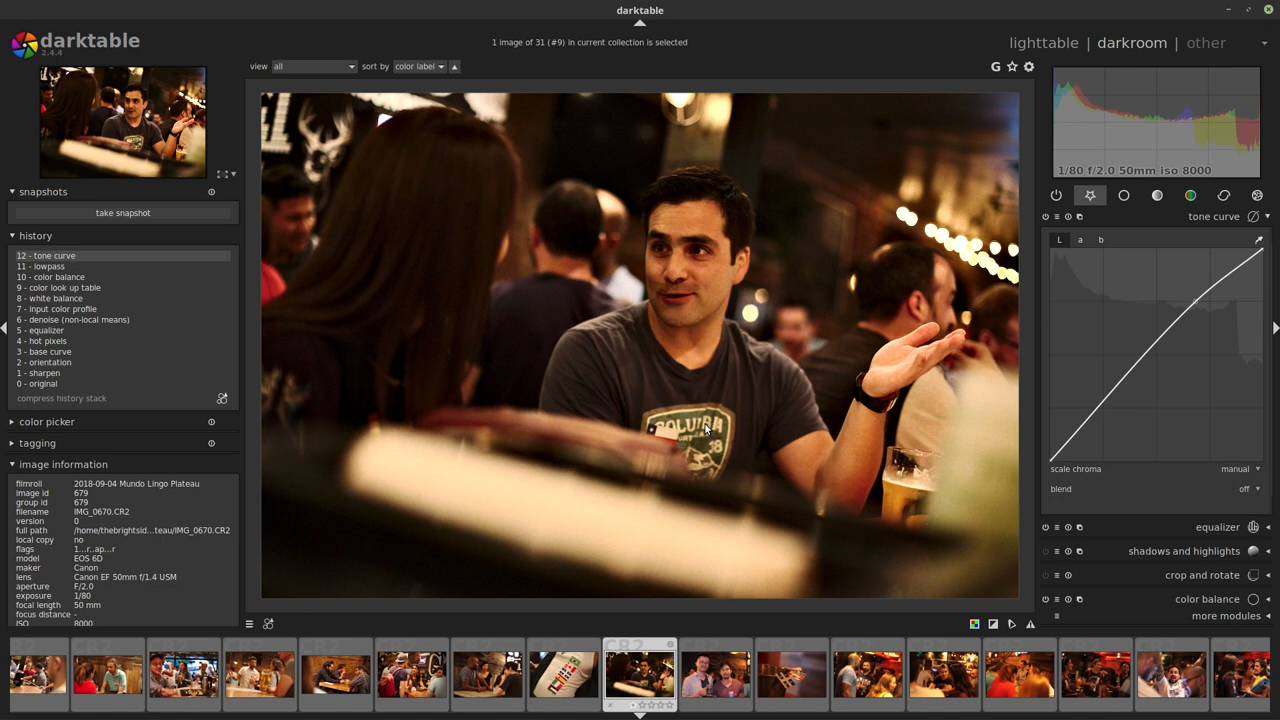 darktable
darktable
2.4.4
1 image of 31 (#9) in current collection is selected
lighttable | darkroom | other
view all sort by color label
G
1/80 f/2.0 50mm iso 8000
snapshots
take snapshot
history
12 - tone curve
11 - lowpass
10 - color balance
9 - color look up table
8 - white balance
7 - input color profile
6 - denoise (non-local means)
5 - equalizer
4 - hot pixels
3 - base curve
2 - orientation
1 - sharpen
0 - original
compress history stack
color picker
tagging
image information
filmroll 2018-09-04 Mundo Lingo Plateau
image id 679
group id 679
filename IMG_0670.CR2
version 0
full path /home/thebrightsid...teau/IMG_0670.CR2
local copy no
flags 1...r..ap...r
model EOS 6D
maker Canon
lens Canon EF 50mm f/1.4 USM
aperture F/2.0
exposure 1/80
focal length 50 mm
focus distance -
ISO 8000
tone curve
L a b
scale chroma manual
blend off
equalizer
shadows and highlights
crop and rotate
color balance
more modules
CR2